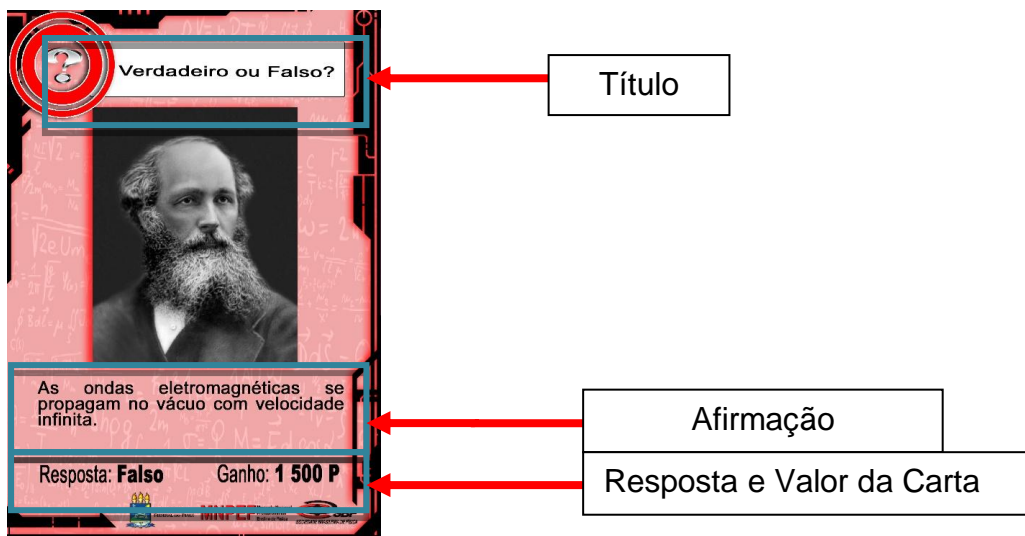 Verdadeiro ou Falso?
Título
As ondas eletromagnéticas se
propagam no vácuo com velocidade
infinita.
Afirmação
Resposta: Falso Ganho: 1 500 P
Resposta e Valor da Carta
MNPEF